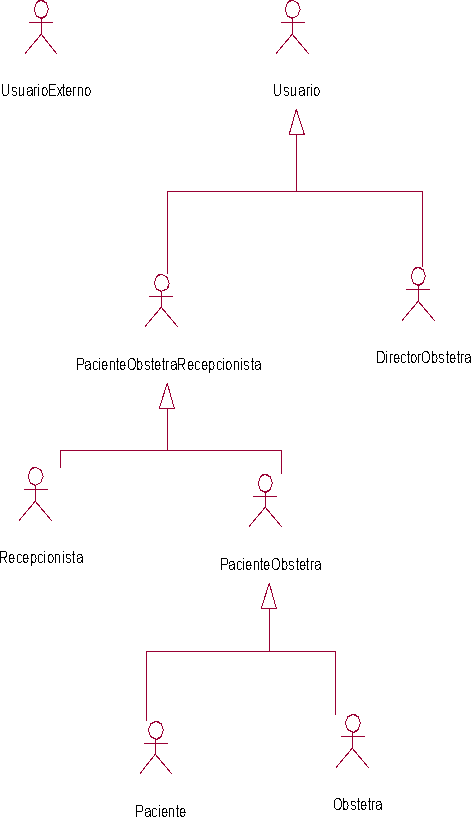 UsuarioExterno
Usuario
PacienteObstetraRecepcionista
DirectorObstetra
Recepcionista
PacienteObstetra
Paciente
Obstetra